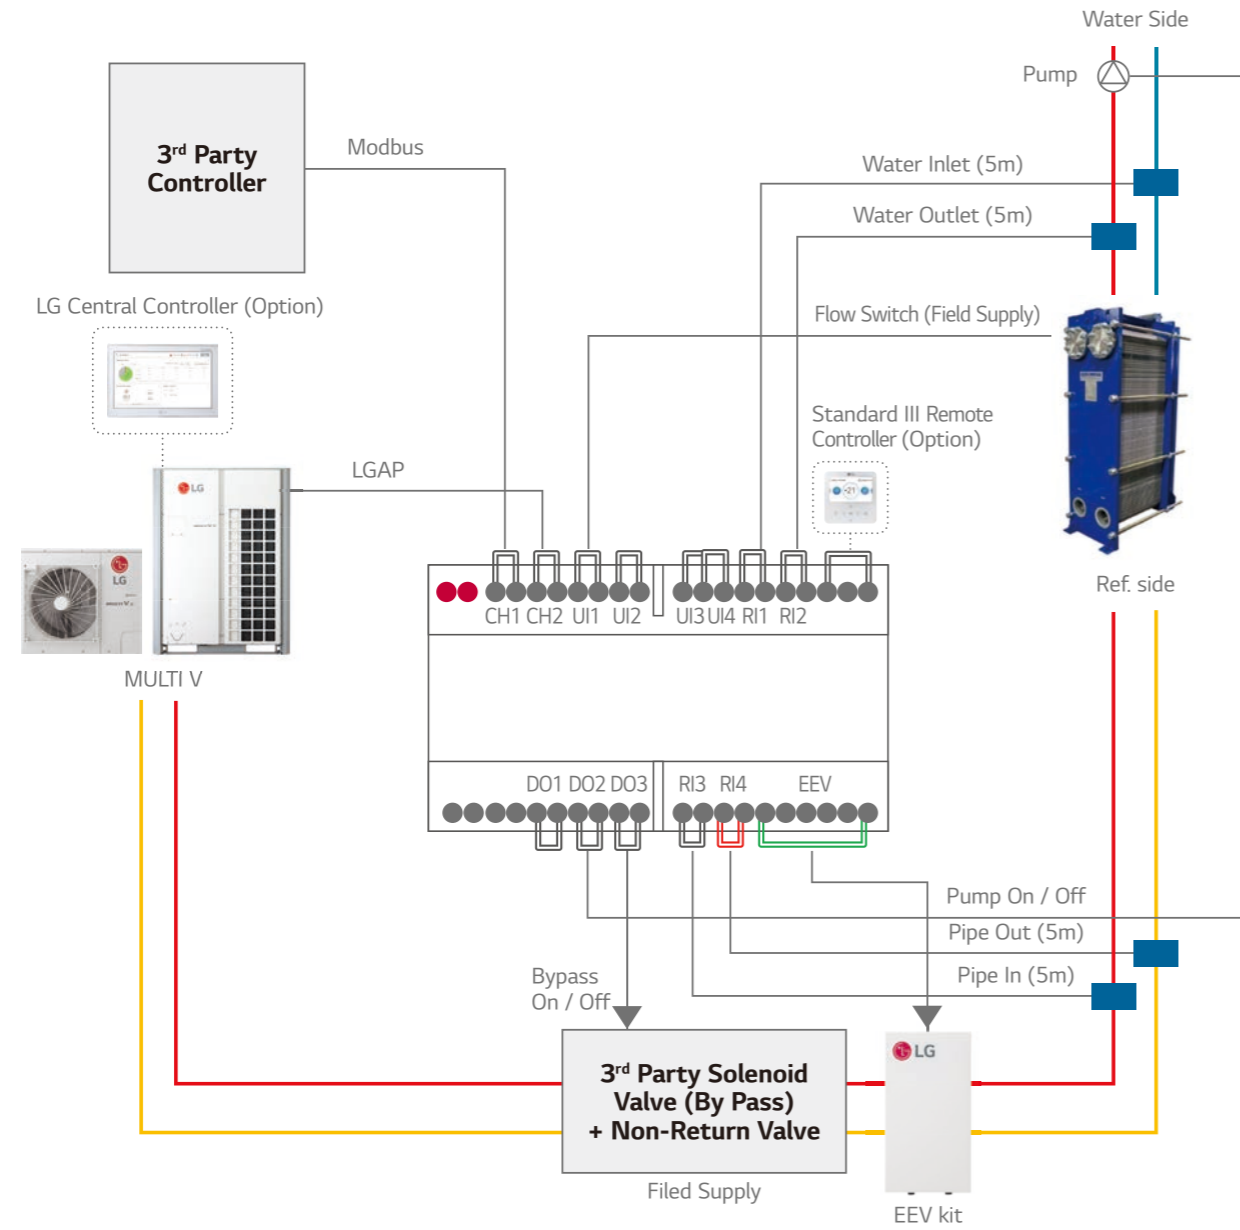 Water Side
Pump
3rd Party
Controller
Modbus
Water Inlet (5m)
Water Outlet (5m)
LG Central Controller (Option)
Flow Switch (Field Supply)
Standard III Remote
Controller (Option)
LGAP
LG
LG
MULTI V
Ref. side
CH1 CH2 UI1 UI2 UI3 UI4 RI1 RI2
MULTI V
DO1 DO2 DO3 RI3 RI4 EEV
Pump On / Off
Pipe Out (5m)
Pipe In (5m)
Bypass
On / Off
3rd Party Solenoid
Valve (By Pass)
+ Non-Return Valve
LG
Filed Supply
EEV kit